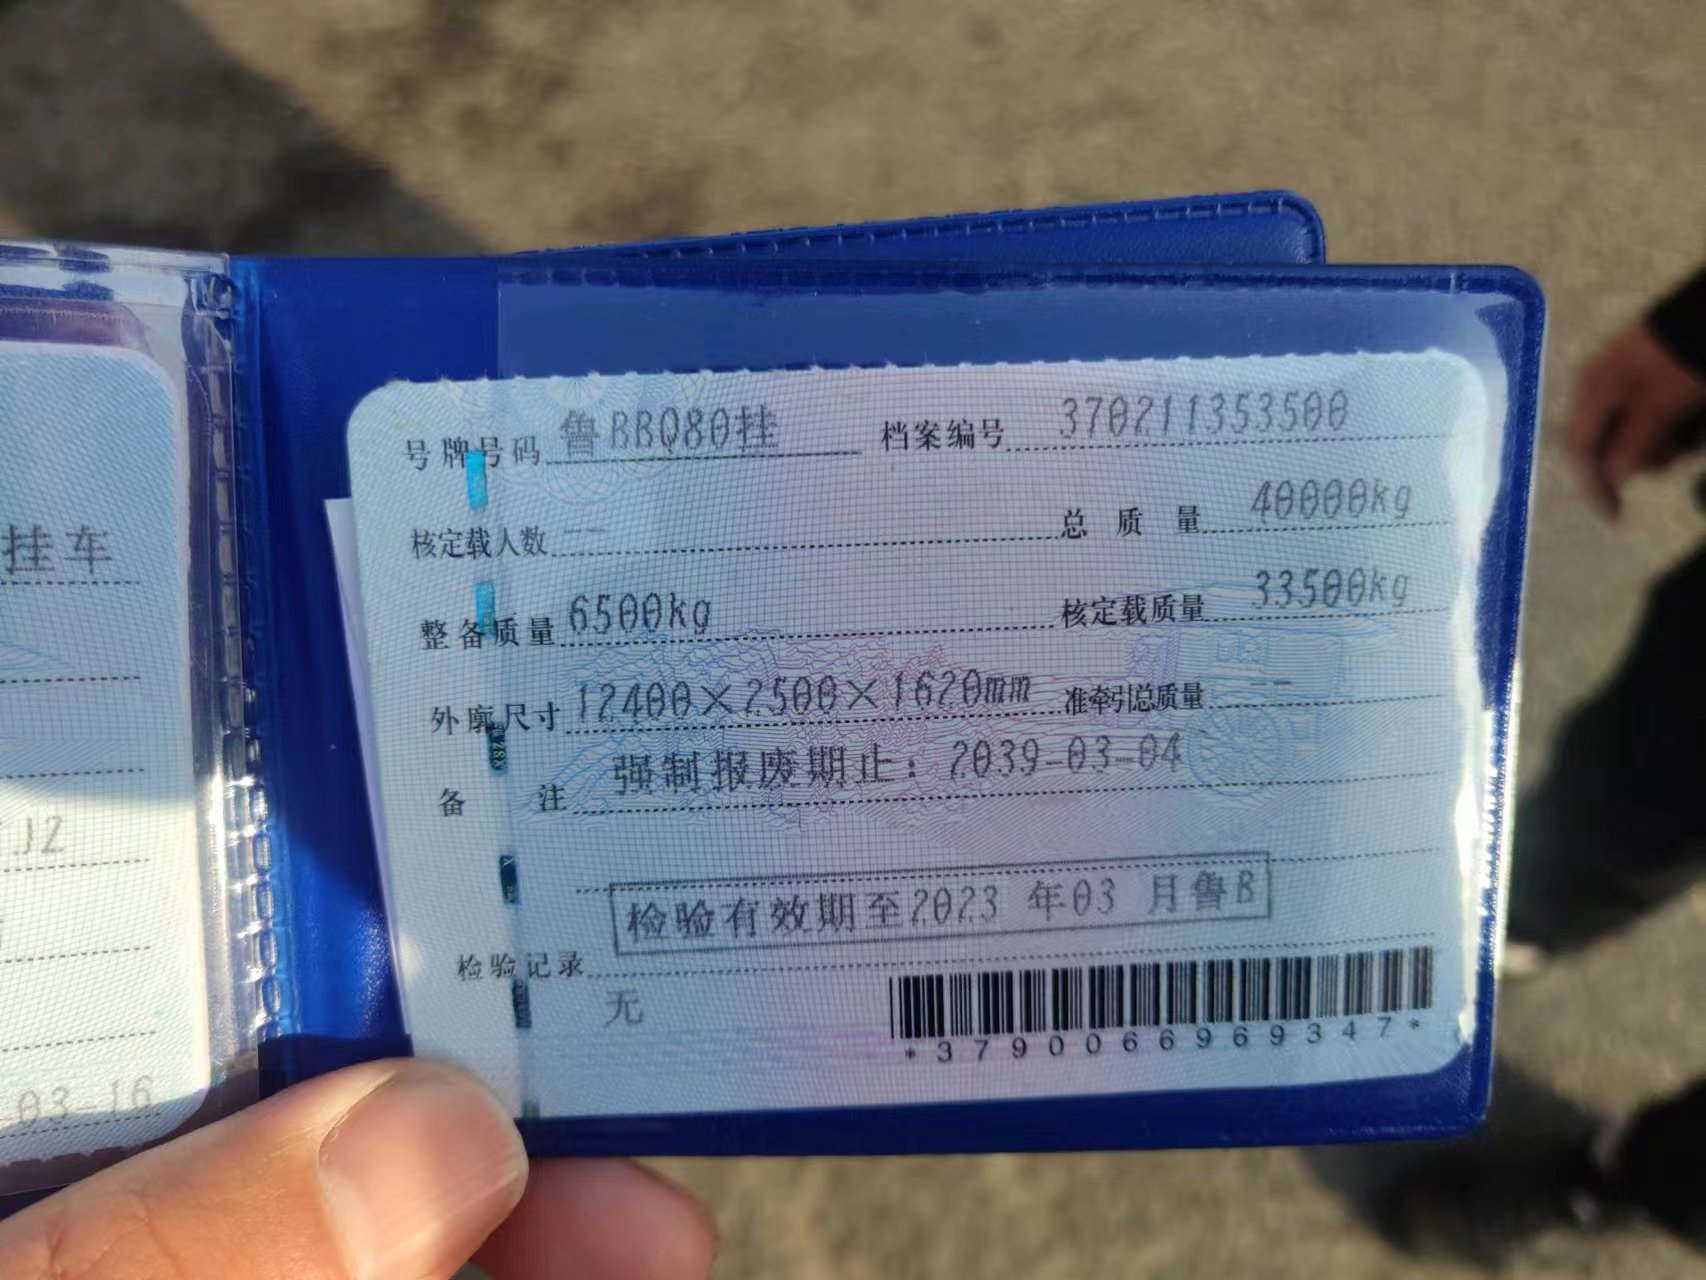 挂车
12
03-16
号牌号码 鲁BBQ80挂 档案编号 370211353500
核定载人数 -- 总质量 40000kg
整备质量 6500kg 核定载质量 33500kg
外廓尺寸 12400×2500×1620mm 准牵引总质量 --
备注 强制报废期止：2039-03-04
检验有效期至2023 年03 月鲁B
检验记录
无
*3790066969347*